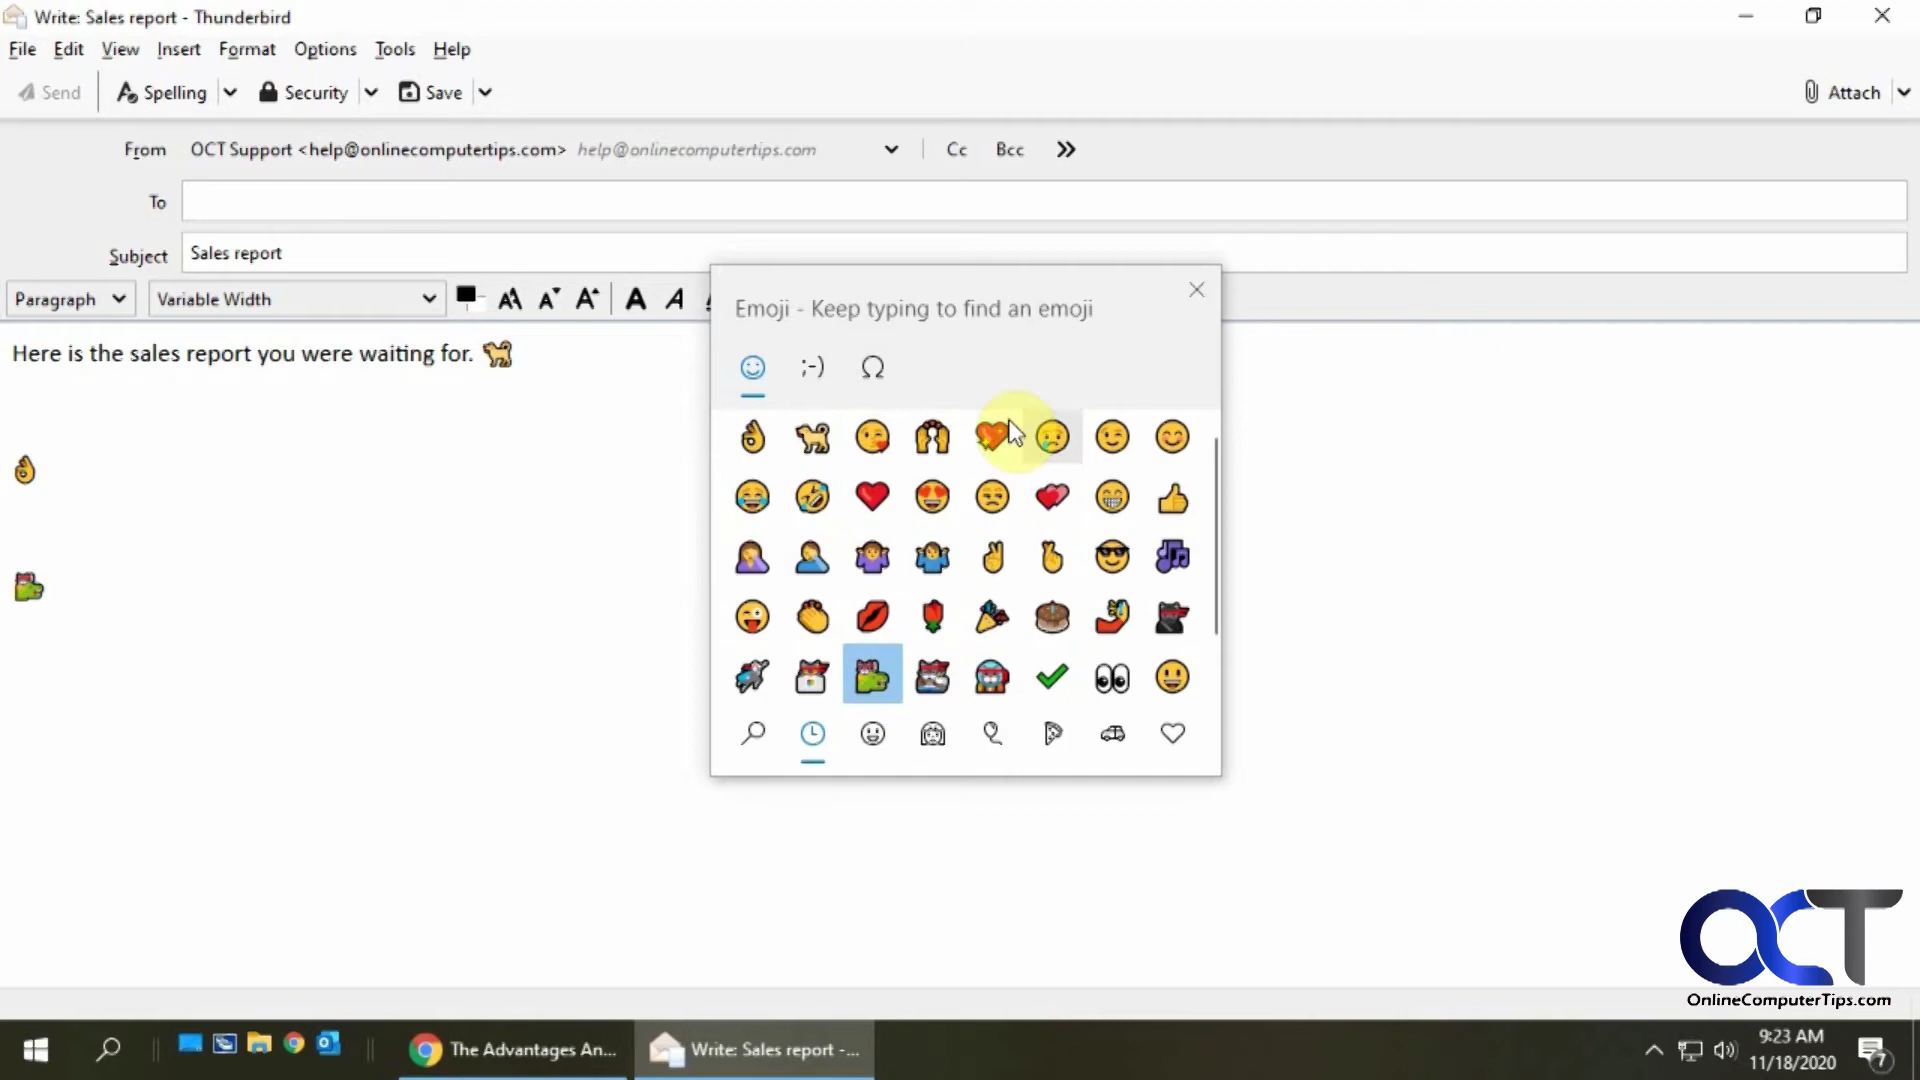 Write: Sales report - Thunderbird
File Edit View Insert Format Options Tools Help
Send Spelling Security Save Attach
From OCT Support <help@onlinecomputertips.com> help@onlinecomputertips.com Cc Bcc
To
Subject Sales report
Paragraph Variable Width A A A A A
Here is the sales report you were waiting for.
Emoji - Keep typing to find an emoji
;-) Ω
OCT
OnlineComputerTips.com
The Advantages An... Write: Sales report -...
9:23 AM
11/18/2020
7